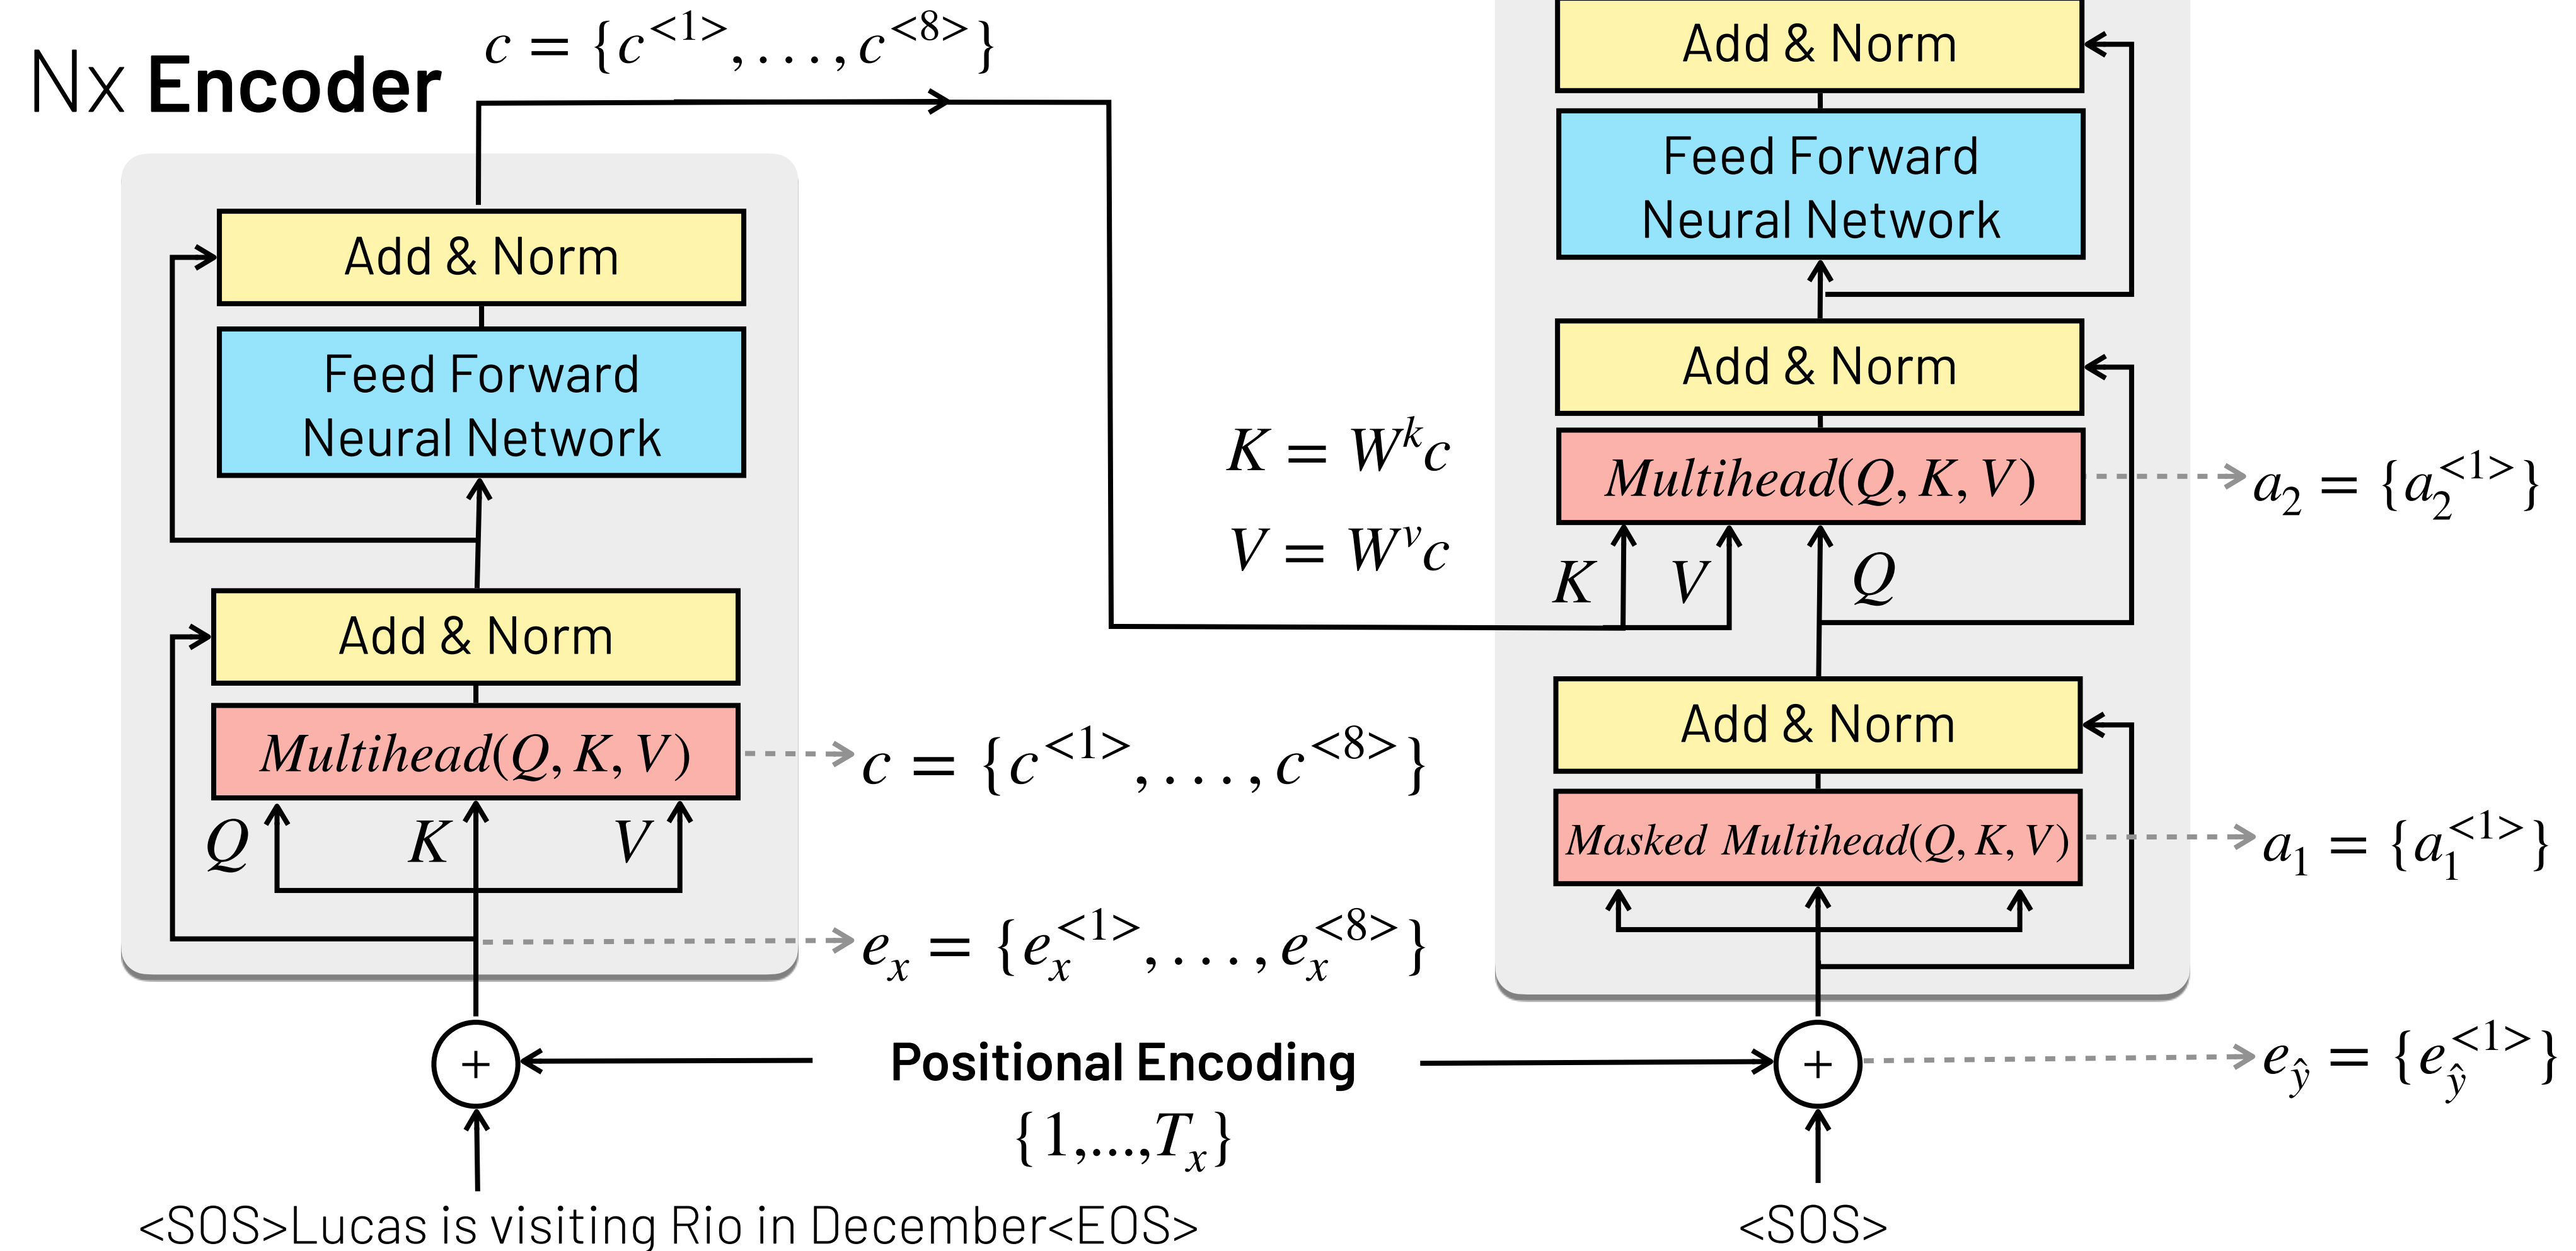 Nx Encoder
c = {c^{<1>}, . . . , c^{<8>}}
Add & Norm
Feed Forward
Neural Network
Add & Norm
Multihead(Q, K, V)
Q
K
V
c = {c^{<1>}, . . . , c^{<8>}}
e_x = {e_x^{<1>}, . . . , e_x^{<8>}}
+
Positional Encoding
{1,...,T_x}
<SOS>Lucas is visiting Rio in December<EOS>
K = W^k c
V = W^v c
Add & Norm
Feed Forward
Neural Network
Add & Norm
Multihead(Q, K, V)
a_2 = {a_2^{<1>}}
K
V
Q
Add & Norm
Masked Multihead(Q, K, V)
a_1 = {a_1^{<1>}}
+
e_ŷ = {e_ŷ^{<1>}}
<SOS>